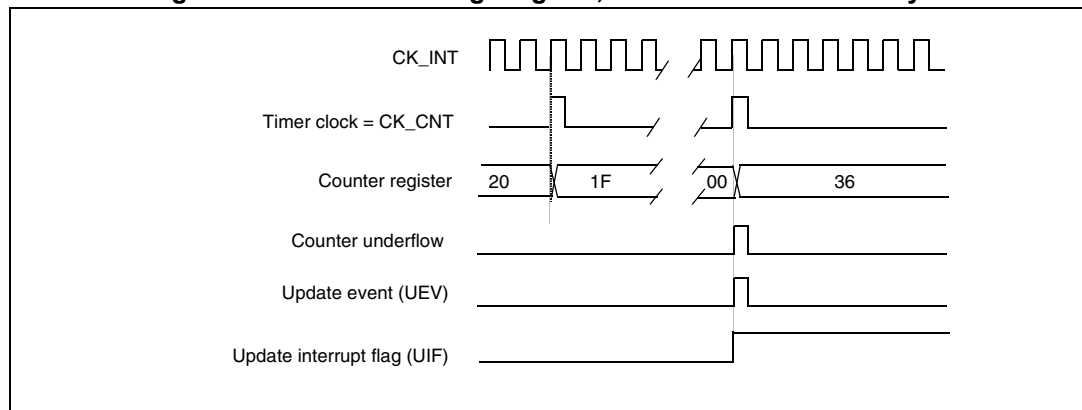 CK_INT
Timer clock = CK_CNT
Counter register 20 1F 00 36
Counter underflow
Update event (UEV)
Update interrupt flag (UIF)